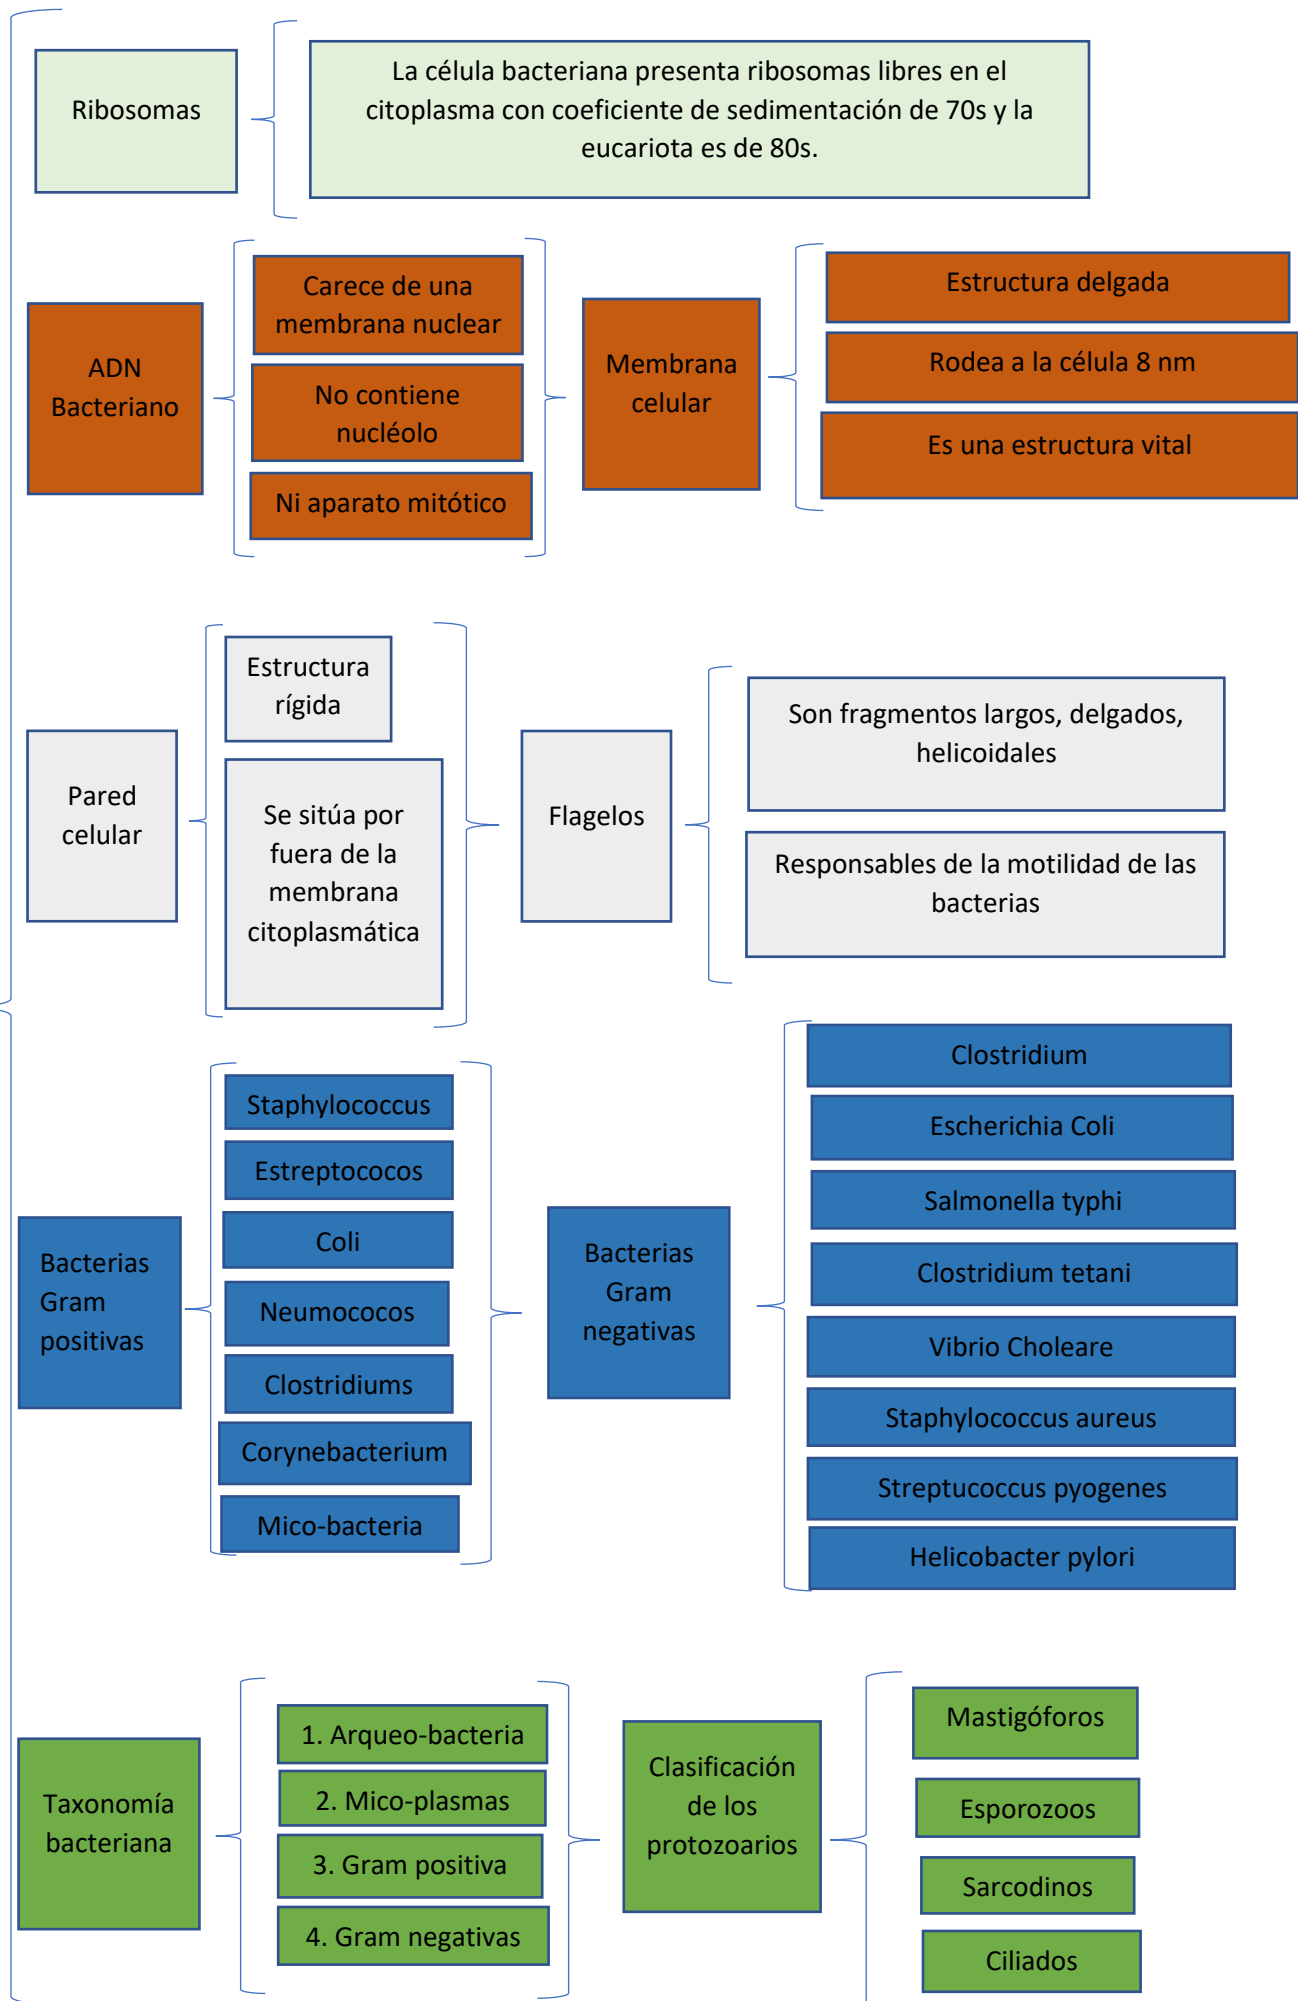 Ribosomas
La célula bacteriana presenta ribosomas libres en el
citoplasma con coeficiente de sedimentación de 70s y la
eucariota es de 80s.
ADN
Bacteriano
Carece de una
membrana nuclear
No contiene
nucléolo
Ni aparato mitótico
Membrana
celular
Estructura delgada
Rodea a la célula 8 nm
Es una estructura vital
Pared
celular
Estructura
rígida
Se sitúa por
fuera de la
membrana
citoplasmática
Flagelos
Son fragmentos largos, delgados,
helicoidales
Responsables de la motilidad de las
bacterias
Bacterias
Gram
positivas
Staphylococcus
Estreptococos
Coli
Neumococos
Clostridiums
Corynebacterium
Mico-bacteria
Bacterias
Gram
negativas
Clostridium
Escherichia Coli
Salmonella typhi
Clostridium tetani
Vibrio Choleare
Staphylococcus aureus
Streptucoccus pyogenes
Helicobacter pylori
Taxonomía
bacteriana
1. Arqueo-bacteria
2. Mico-plasmas
3. Gram positiva
4. Gram negativas
Clasificación
de los
protozoarios
Mastigóforos
Esporozoos
Sarcodinos
Ciliados